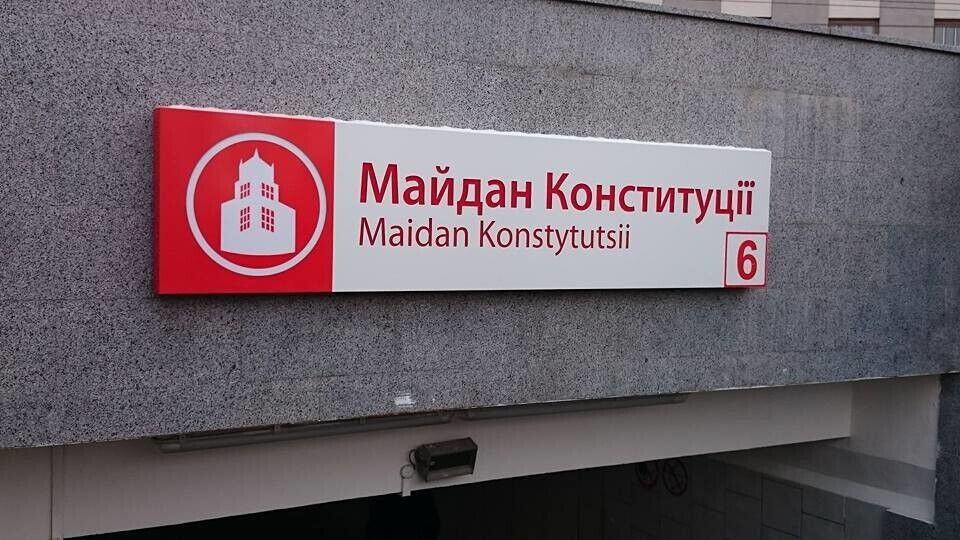 Майдан Конституції
Maidan Konstytutsii
6